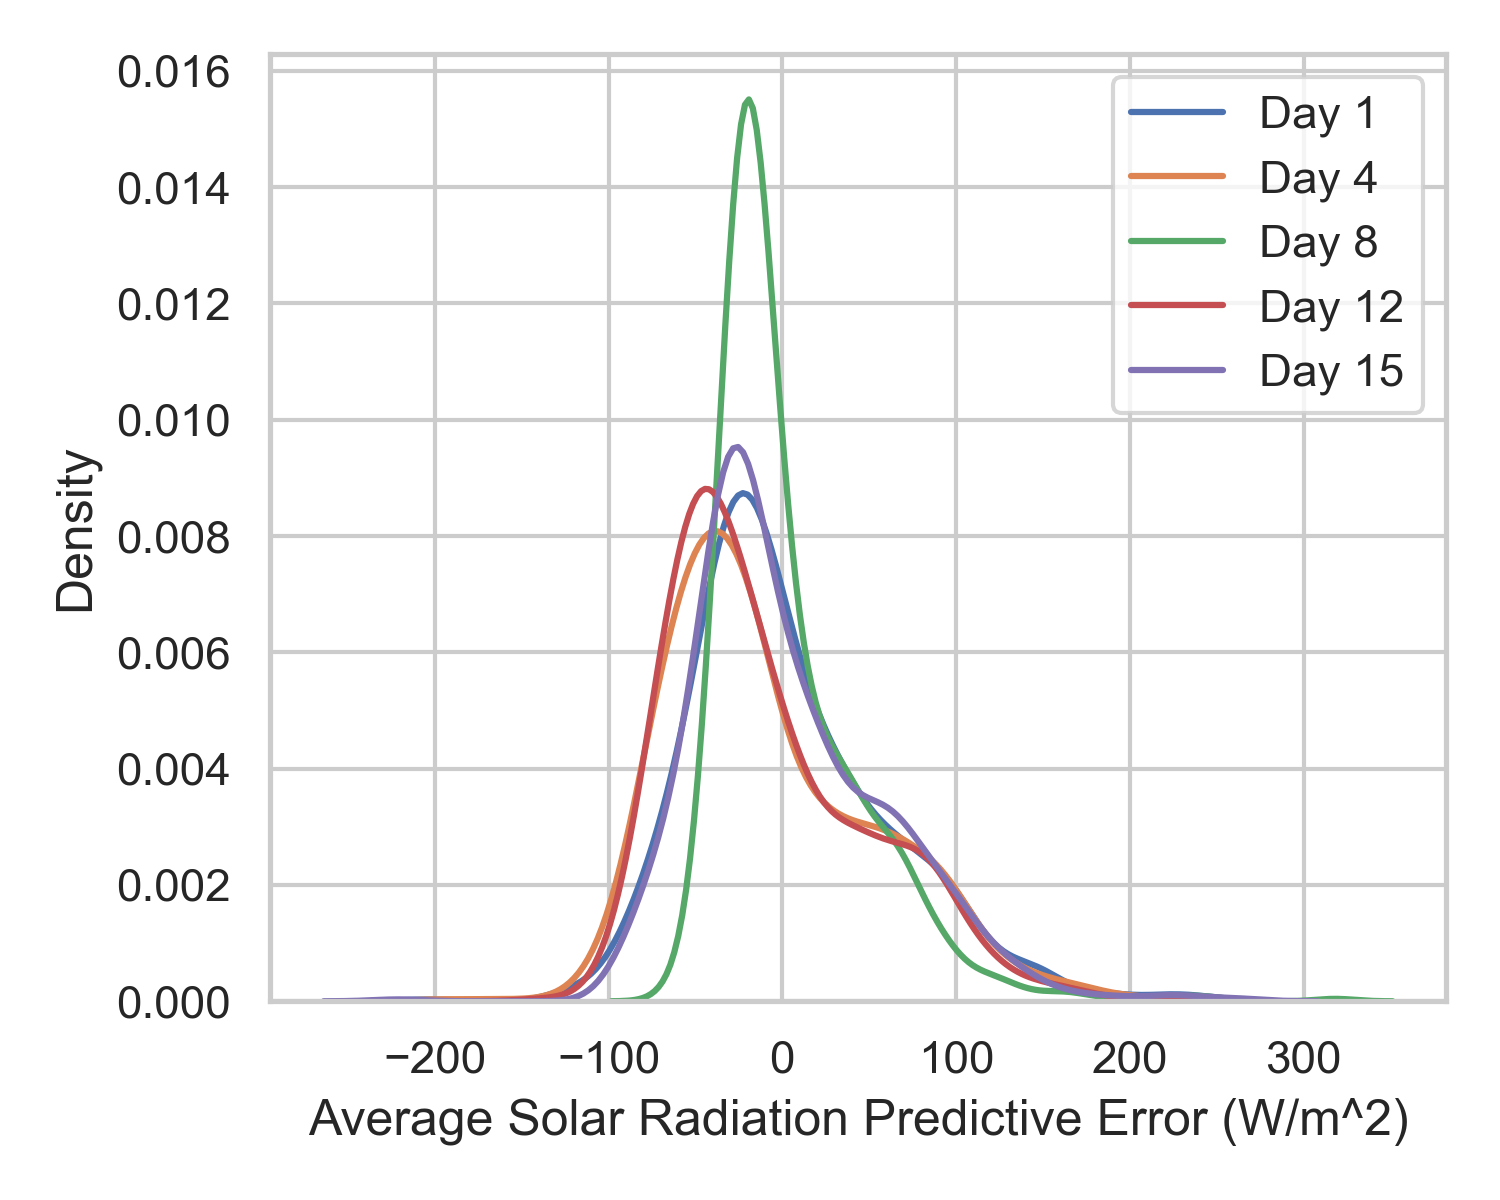 0.016
0.014
0.012
0.010
0.008
0.006
0.004
0.002
0.000
Density
−200
−100
0
100
200
300
Average Solar Radiation Predictive Error (W/m^2)
Day 1
Day 4
Day 8
Day 12
Day 15